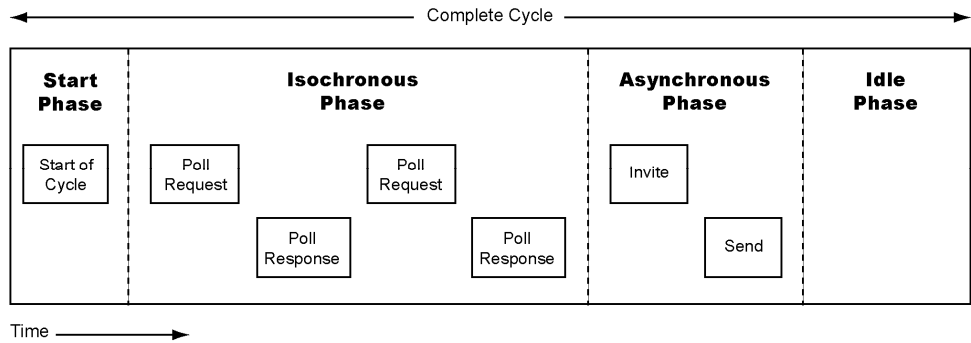 Complete Cycle
Start
Phase
Isochronous
Phase
Asynchronous
Phase
Idle
Phase
Start of
Cycle
Poll
Request
Poll
Request
Invite
Poll
Response
Poll
Response
Send
Time